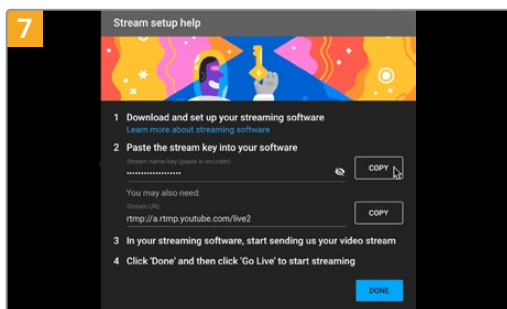 7
Stream setup help
1 Download and set up your streaming software
Learn more about streaming software
2 Paste the stream key into your software
Stream name/key (paste in encoder)
••••••••••••••••••••
COPY
You may also need:
Stream URL
rtmp://a.rtmp.youtube.com/live2
COPY
3 In your streaming software, start sending us your video stream
4 Click 'Done' and then click 'Go Live' to start streaming
DONE